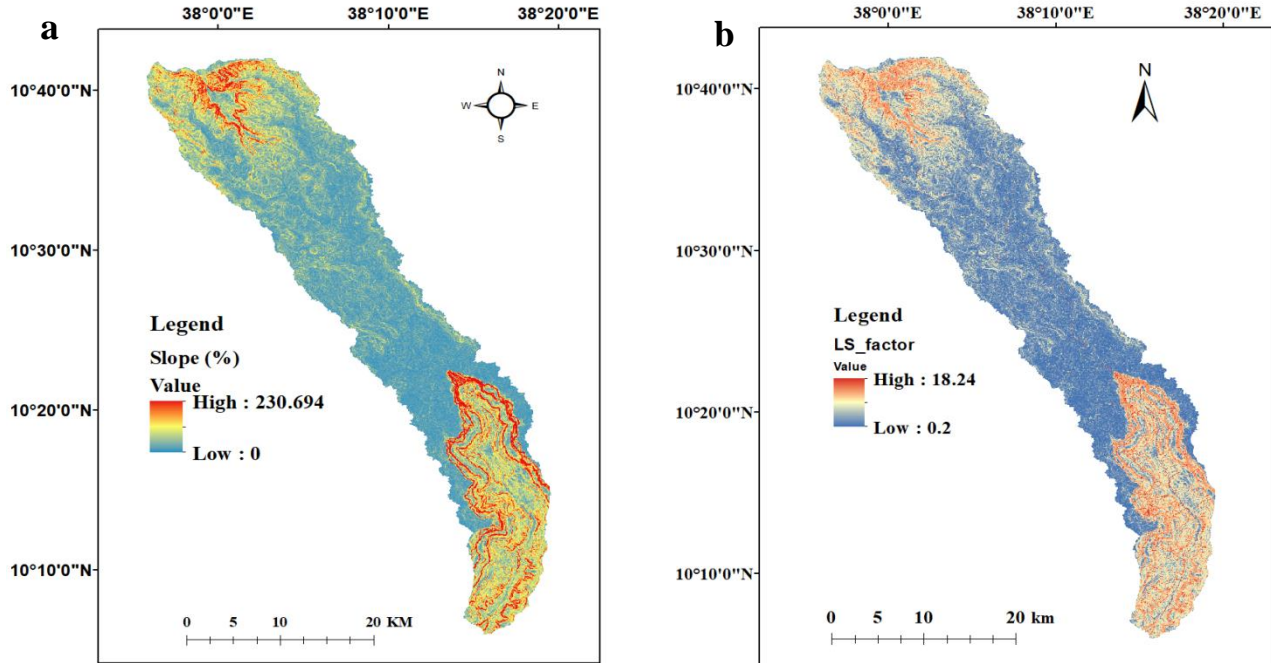 a
38°0'0"E 38°10'0"E 38°20'0"E
10°40'0"N
10°30'0"N
10°20'0"N
10°10'0"N
N
W E
S
Legend
Slope (%)
Value
High : 230.694
Low : 0
0 5 10 20 KM
b
38°0'0"E 38°10'0"E 38°20'0"E
10°40'0"N
10°30'0"N
10°20'0"N
10°10'0"N
N
Legend
LS_factor
Value
High : 18.24
Low : 0.2
0 5 10 20 km